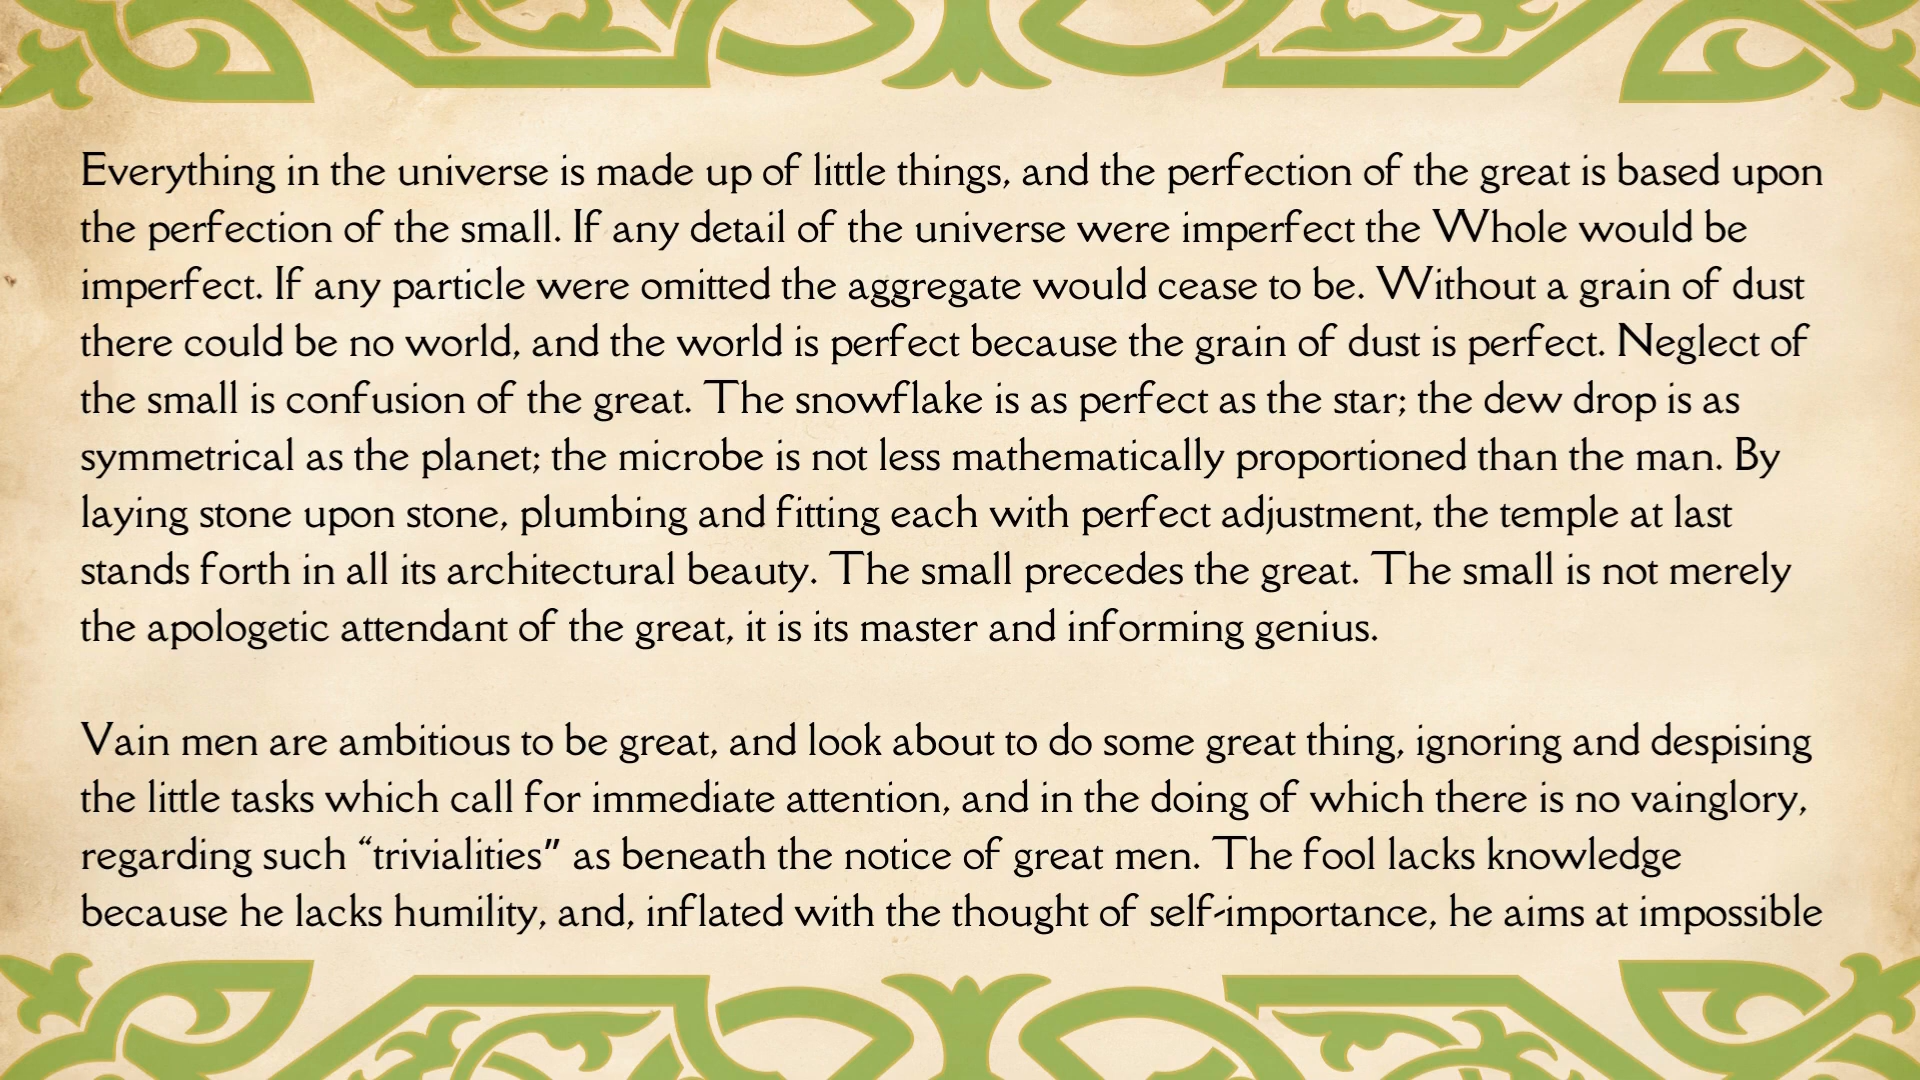 Everything in the universe is made up of little things, and the perfection of the great is based upon
the perfection of the small. If any detail of the universe were imperfect the Whole would be
imperfect. If any particle were omitted the aggregate would cease to be. Without a grain of dust
there could be no world, and the world is perfect because the grain of dust is perfect. Neglect of
the small is confusion of the great. The snowflake is as perfect as the star; the dew drop is as
symmetrical as the planet; the microbe is not less mathematically proportioned than the man. By
laying stone upon stone, plumbing and fitting each with perfect adjustment, the temple at last
stands forth in all its architectural beauty. The small precedes the great. The small is not merely
the apologetic attendant of the great, it is its master and informing genius.
Vain men are ambitious to be great, and look about to do some great thing, ignoring and despising
the little tasks which call for immediate attention, and in the doing of which there is no vainglory,
regarding such “trivialities” as beneath the notice of great men. The fool lacks knowledge
because he lacks humility, and, inflated with the thought of self-importance, he aims at impossible